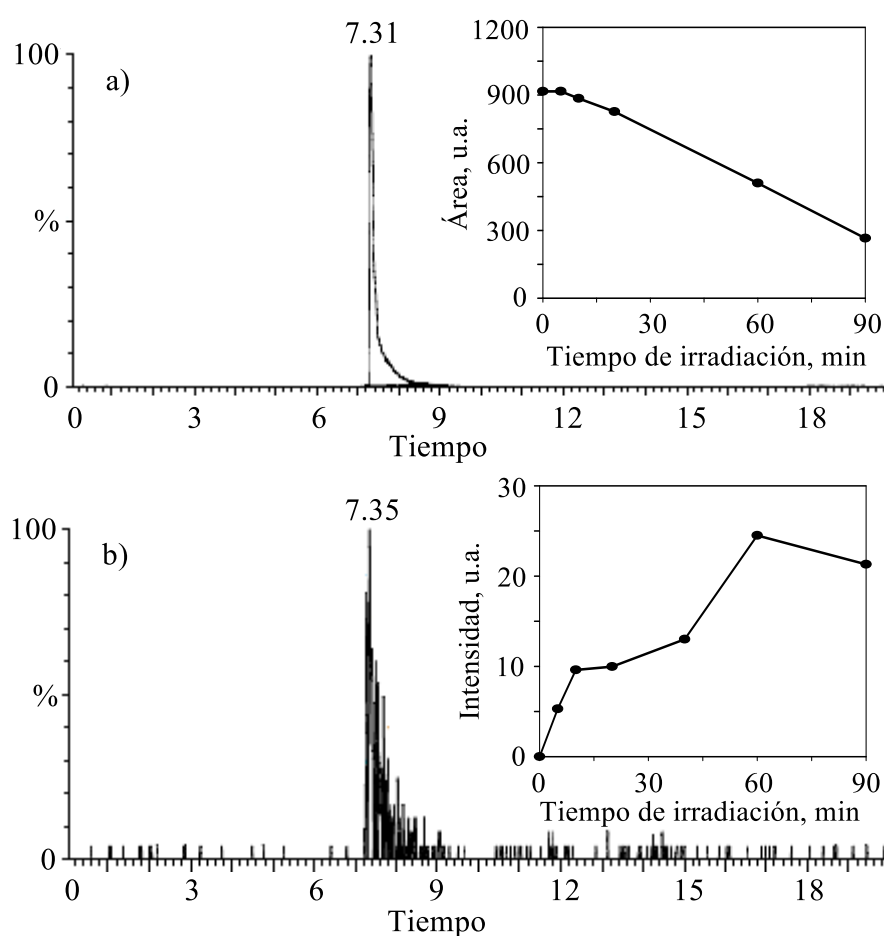 7.31
100
a)
%
0
0 3 6 9 12 15 18
Tiempo
1200
900
600
300
0
Área, u.a.
0 30 60 90
Tiempo de irradiación, min
7.35
100
b)
%
0
0 3 6 9 12 15 18
Tiempo
30
20
10
0
Intensidad, u.a.
0 30 60 90
Tiempo de irradiación, min